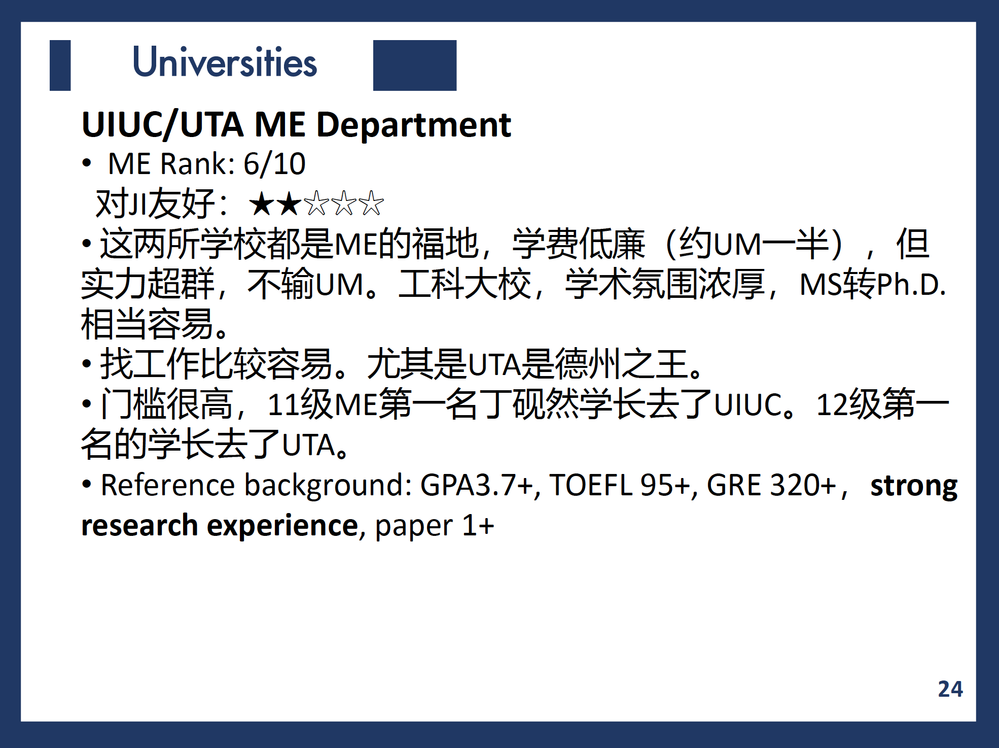 Universities
UIUC/UTA ME Department
• ME Rank: 6/10
对JI友好：★★☆☆☆
• 这两所学校都是ME的福地，学费低廉（约UM一半），但
实力超群，不输UM。工科大校，学术氛围浓厚，MS转Ph.D.
相当容易。
• 找工作比较容易。尤其是UTA是德州之王。
• 门槛很高，11级ME第一名丁砚然学长去了UIUC。12级第一
名的学长去了UTA。
• Reference background: GPA3.7+, TOEFL 95+, GRE 320+，strong
research experience, paper 1+
24